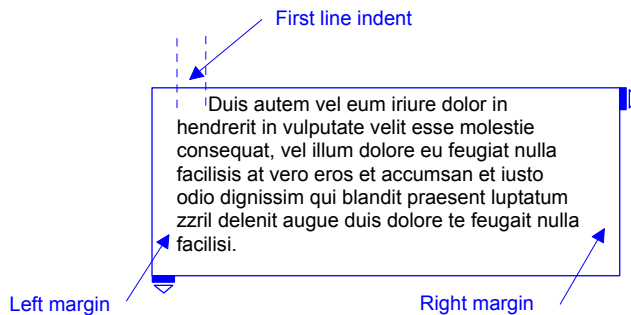 First line indent
Duis autem vel eum iriure dolor in
hendrerit in vulputate velit esse molestie
consequat, vel illum dolore eu feugiat nulla
facilisis at vero eros et accumsan et iusto
odio dignissim qui blandit praesent luptatum
zzril delenit augue duis dolore te feugait nulla
facilisi.
Left margin
Right margin